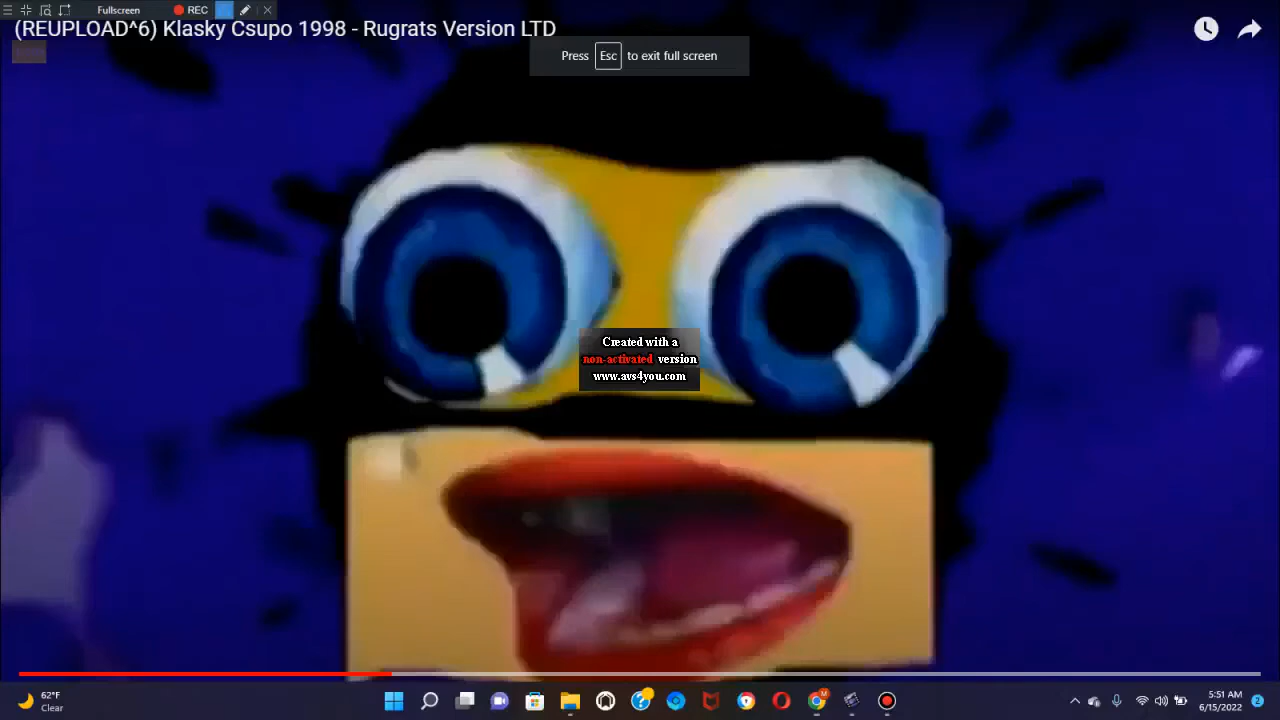 Fullscreen
REC
(REUPLOAD^6) Klasky Csupo 1998 - Rugrats Version LTD
Press Esc to exit full screen
Created with a
non-activated version
www.avs4you.com
62°F
Clear
M
5:51 AM
6/15/2022
2